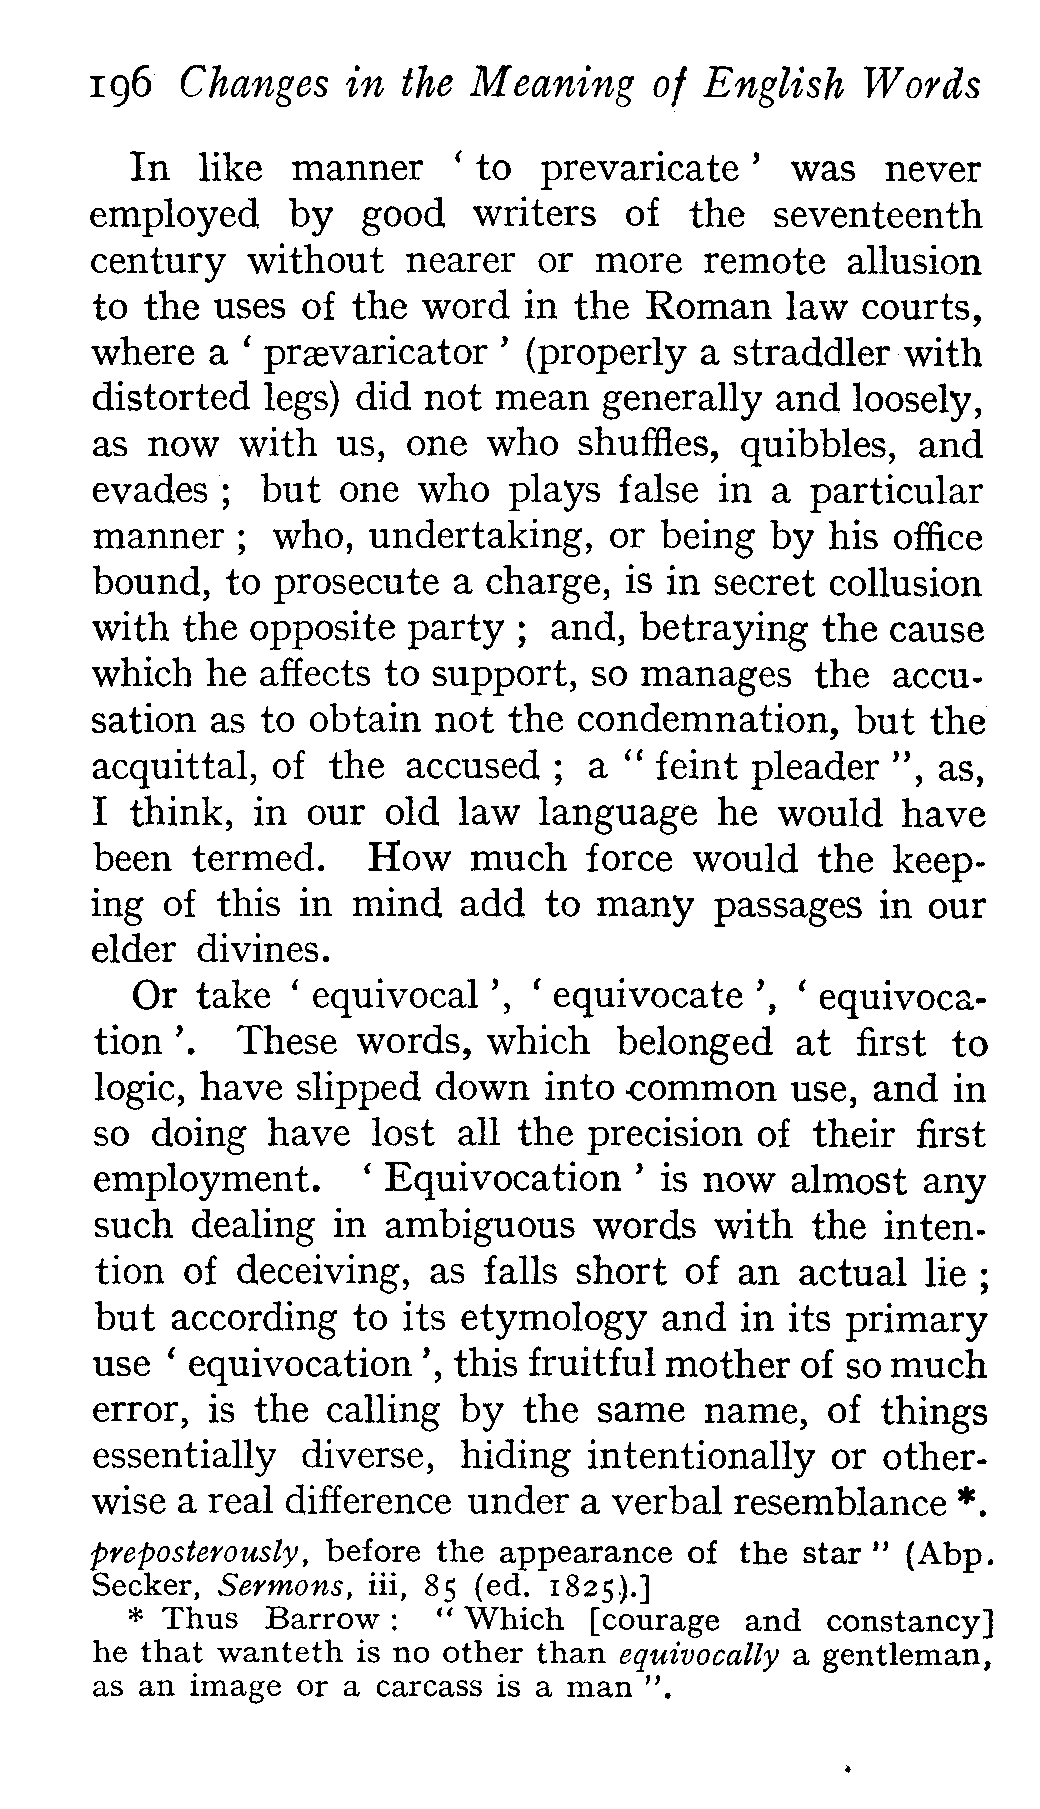 196 Changes in the Meaning of English Words
In like manner ‘ to prevaricate ’ was never
employed by good writers of the seventeenth
century without nearer or more remote allusion
to the uses of the word in the Roman law courts,
where a ‘ prævaricator ’ (properly a straddler with
distorted legs) did not mean generally and loosely,
as now with us, one who shuffles, quibbles, and
evades ; but one who plays false in a particular
manner ; who, undertaking, or being by his office
bound, to prosecute a charge, is in secret collusion
with the opposite party ; and, betraying the cause
which he affects to support, so manages the accu-
sation as to obtain not the condemnation, but the
acquittal, of the accused ; a “ feint pleader ”, as,
I think, in our old law language he would have
been termed. How much force would the keep-
ing of this in mind add to many passages in our
elder divines.
Or take ‘ equivocal ’, ‘ equivocate ’, ‘ equivoca-
tion ’. These words, which belonged at first to
logic, have slipped down into common use, and in
so doing have lost all the precision of their first
employment. ‘ Equivocation ’ is now almost any
such dealing in ambiguous words with the inten-
tion of deceiving, as falls short of an actual lie ;
but according to its etymology and in its primary
use ‘ equivocation ’, this fruitful mother of so much
error, is the calling by the same name, of things
essentially diverse, hiding intentionally or other-
wise a real difference under a verbal resemblance *.
preposterously, before the appearance of the star ” (Abp.
Secker, Sermons, iii, 85 (ed. 1825).]
* Thus Barrow : “ Which [courage and constancy]
he that wanteth is no other than equivocally a gentleman,
as an image or a carcass is a man ”.